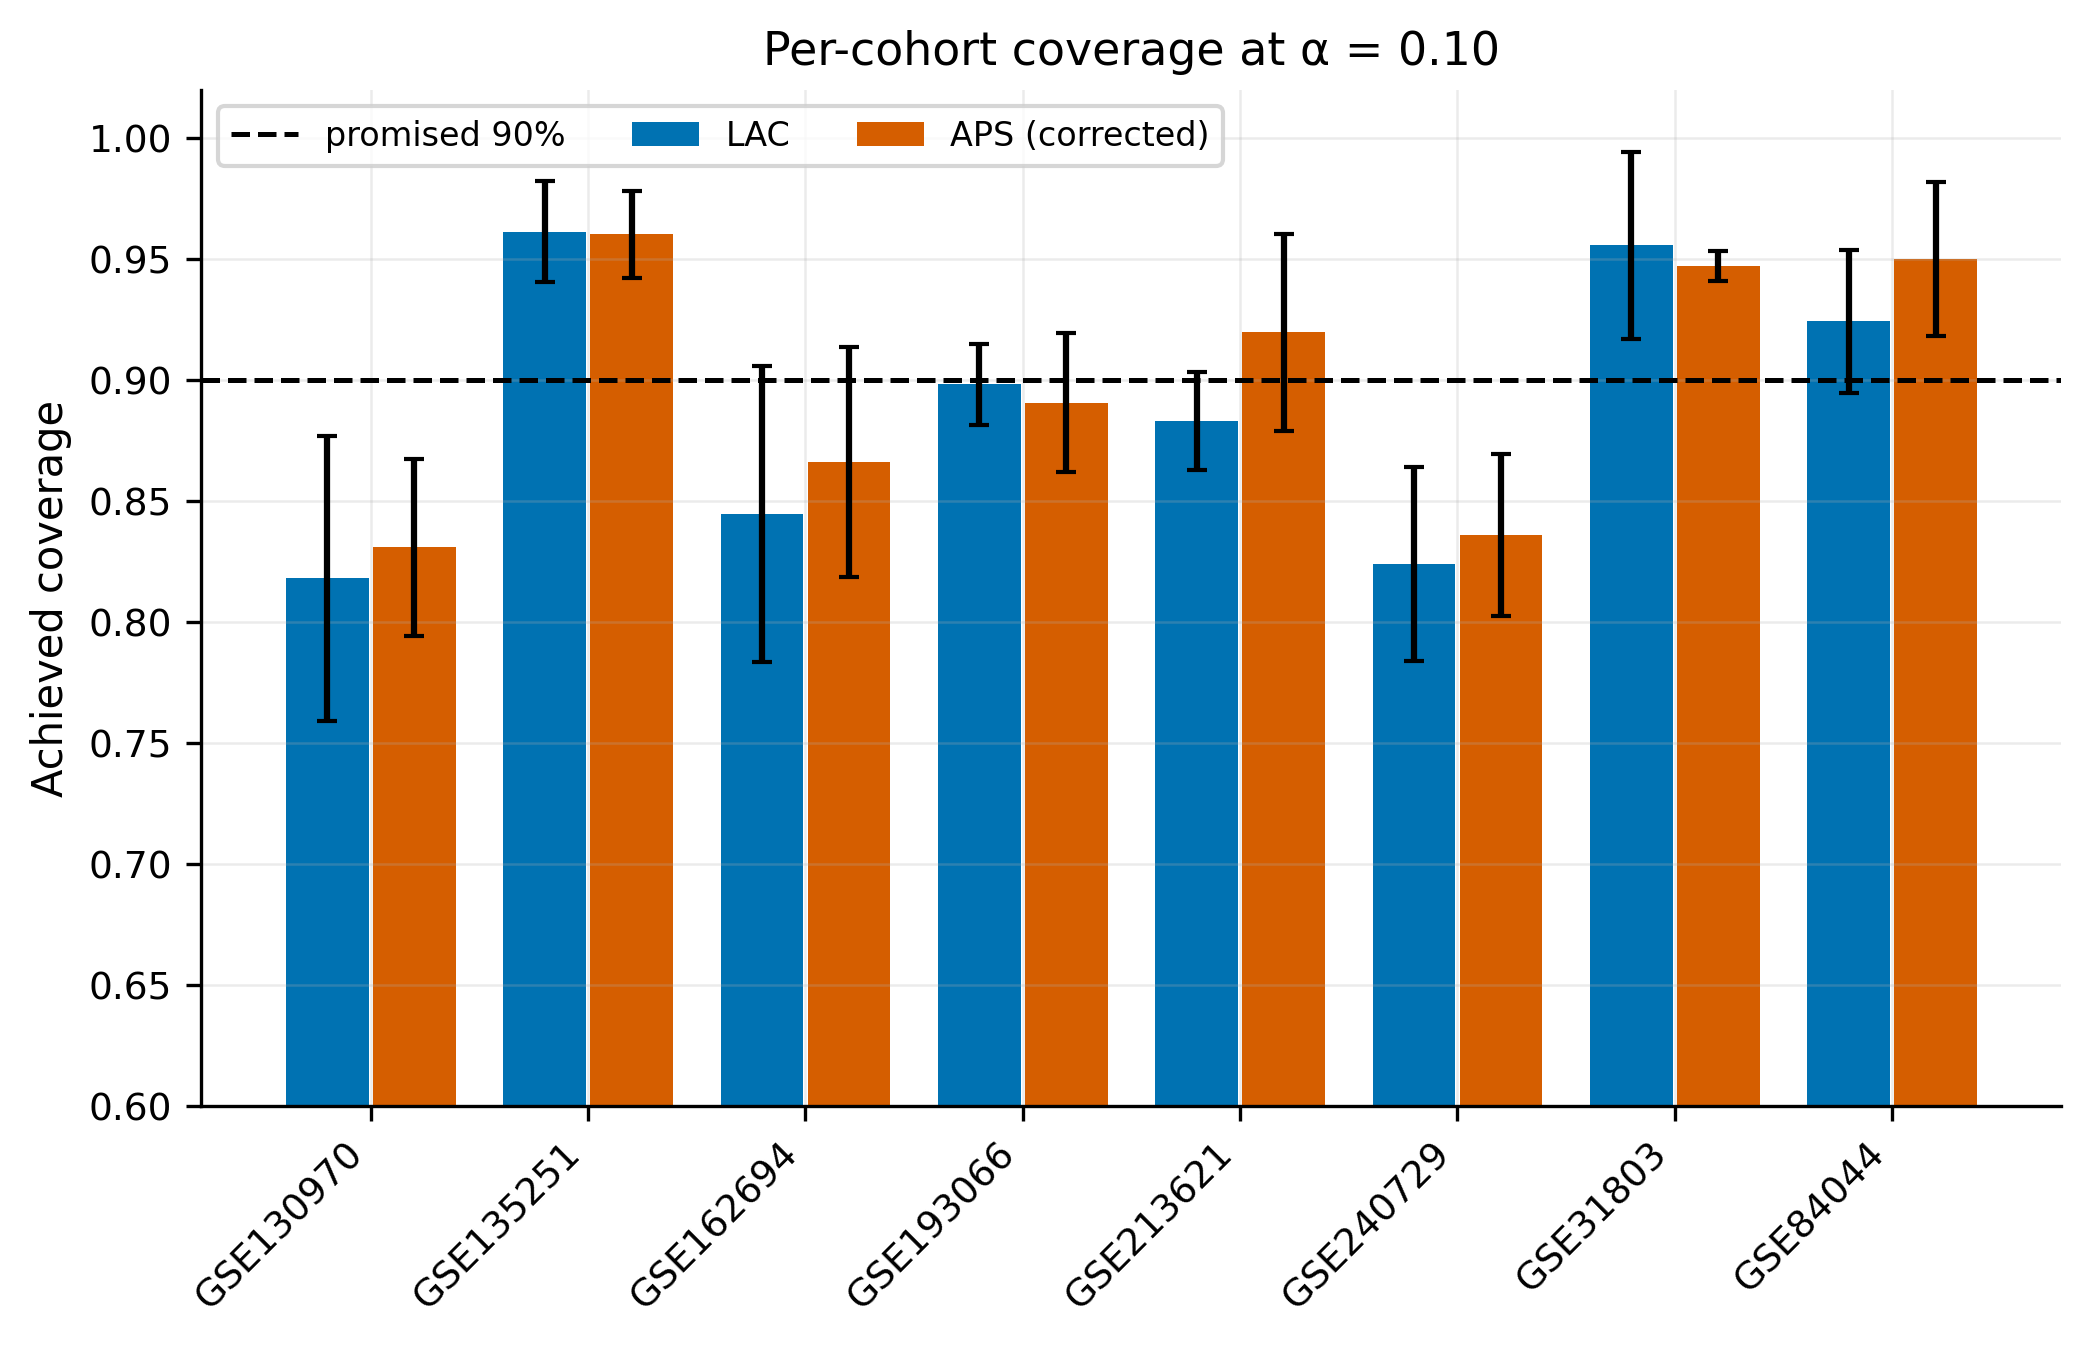 Per-cohort coverage at α = 0.10
promised 90% LAC APS (corrected)
Achieved coverage
1.00
0.95
0.90
0.85
0.80
0.75
0.70
0.65
0.60
GSE130970
GSE135251
GSE162694
GSE193066
GSE213621
GSE240729
GSE31803
GSE84044